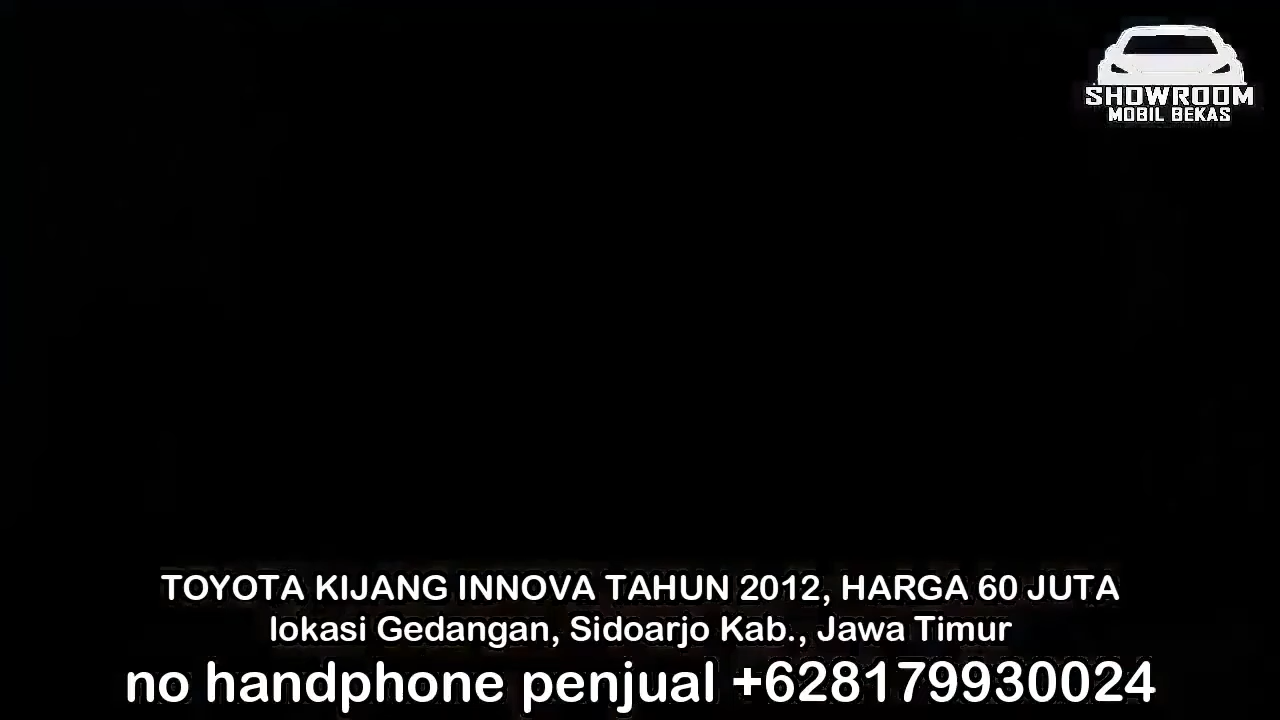 SHOWROOM
MOBIL BEKAS
TOYOTA KIJANG INNOVA TAHUN 2012, HARGA 60 JUTA
lokasi Gedangan, Sidoarjo Kab., Jawa Timur
no handphone penjual +628179930024